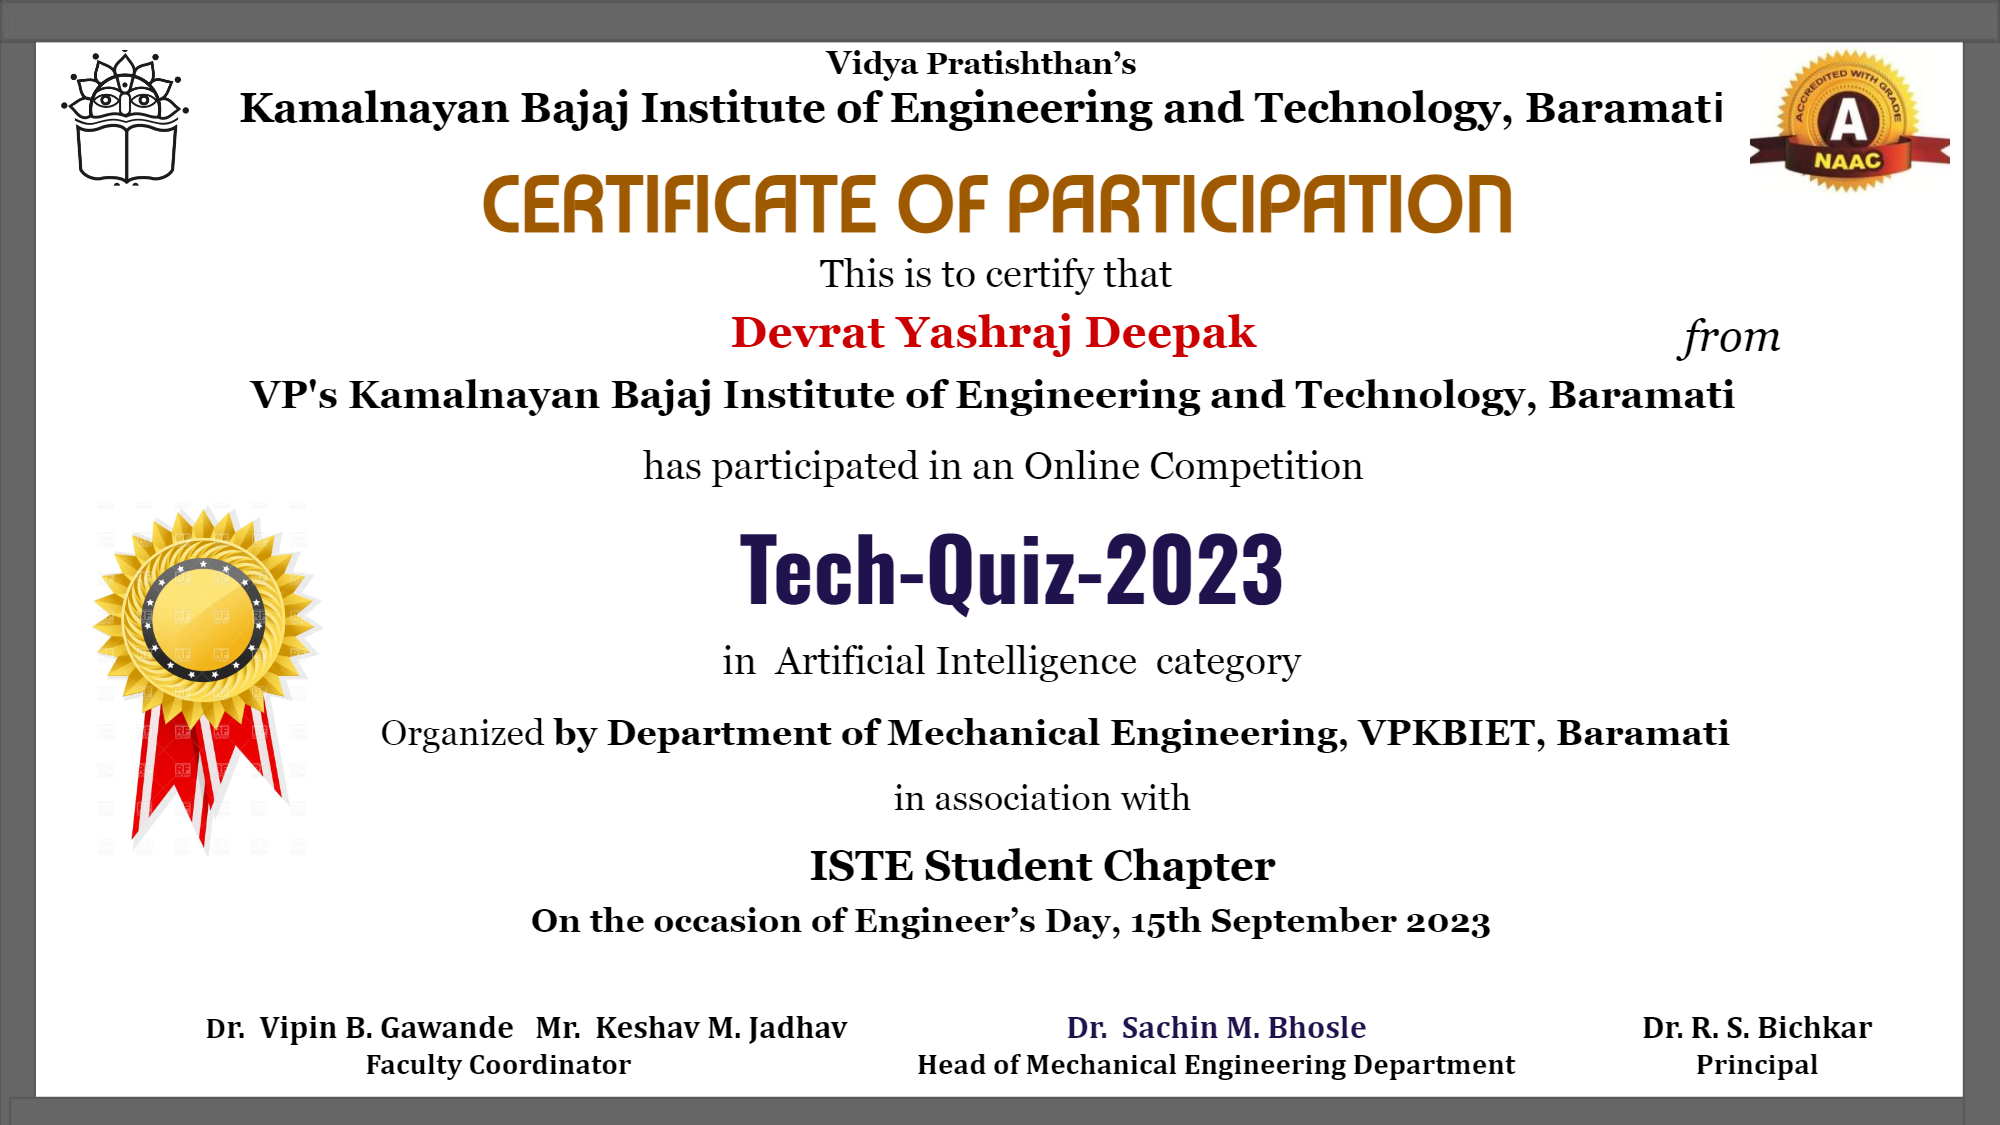 Vidya Pratishthan’s
Kamalnayan Bajaj Institute of Engineering and Technology, Baramati
ACCREDITED WITH GRADE
A
NAAC
CERTIFICATE OF PARTICIPATION
This is to certify that
Devrat Yashraj Deepak from
VP's Kamalnayan Bajaj Institute of Engineering and Technology, Baramati
has participated in an Online Competition
Tech-Quiz-2023
in Artificial Intelligence category
Organized by Department of Mechanical Engineering, VPKBIET, Baramati
in association with
ISTE Student Chapter
On the occasion of Engineer’s Day, 15th September 2023
Dr. Vipin B. Gawande Mr. Keshav M. Jadhav Dr. Sachin M. Bhosle Dr. R. S. Bichkar
Faculty Coordinator Head of Mechanical Engineering Department Principal